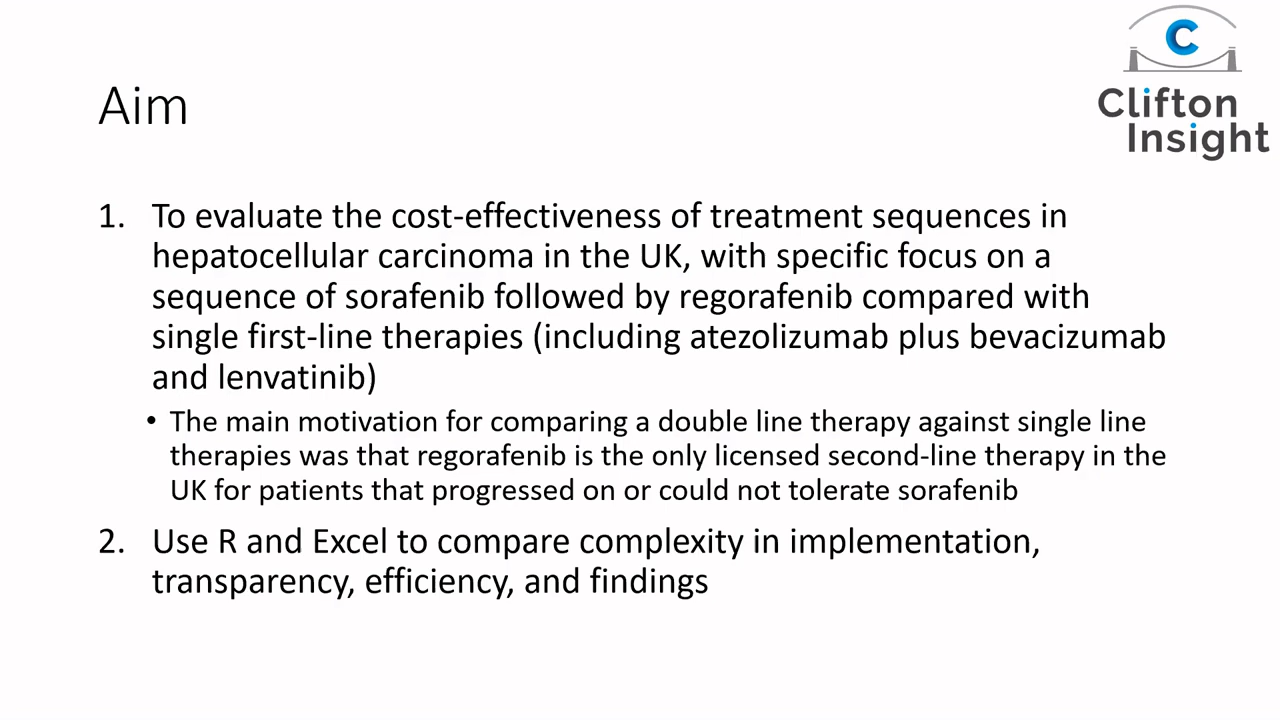 C
Clifton
Insight
Aim
1. To evaluate the cost-effectiveness of treatment sequences in
hepatocellular carcinoma in the UK, with specific focus on a
sequence of sorafenib followed by regorafenib compared with
single first-line therapies (including atezolizumab plus bevacizumab
and lenvatinib)
• The main motivation for comparing a double line therapy against single line
therapies was that regorafenib is the only licensed second-line therapy in the
UK for patients that progressed on or could not tolerate sorafenib
2. Use R and Excel to compare complexity in implementation,
transparency, efficiency, and findings